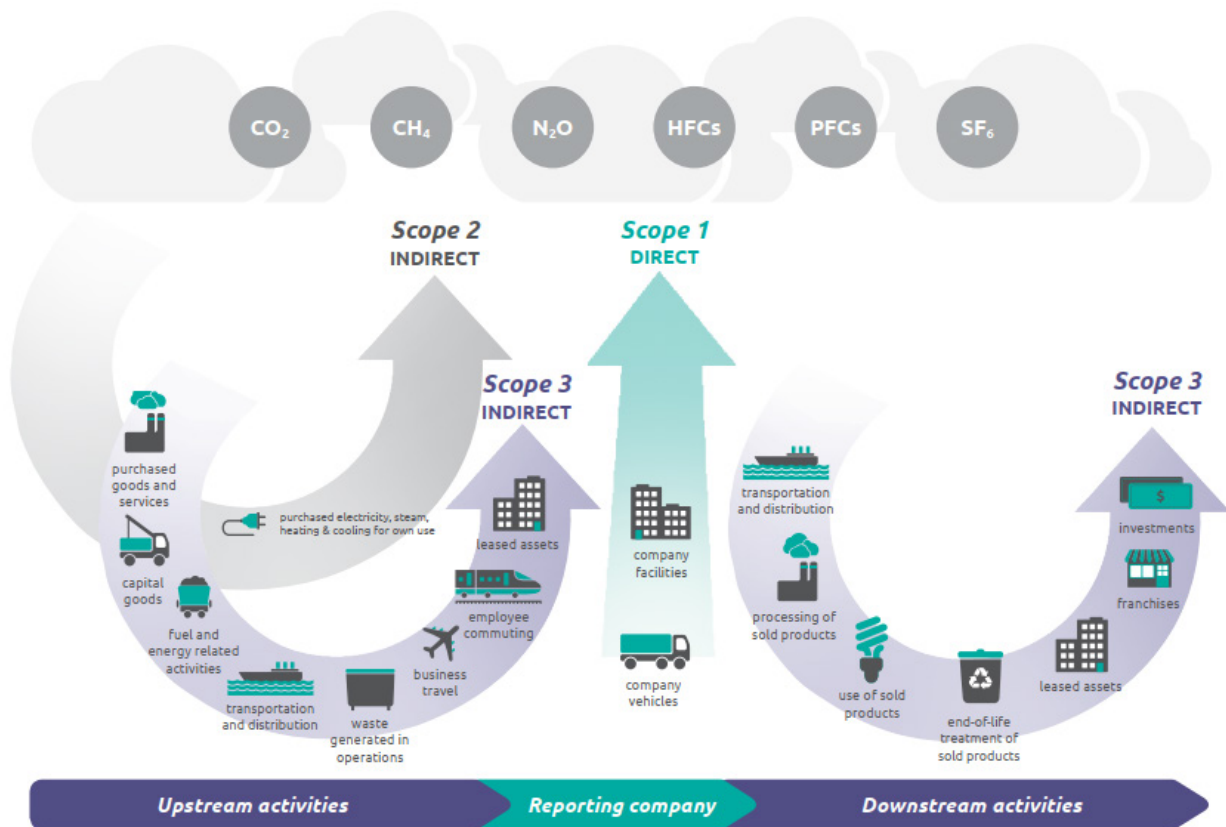 CO₂
CH₄
N₂O
HFCs
PFCs
SF₆
Scope 2
INDIRECT
Scope 1
DIRECT
Scope 3
INDIRECT
Scope 3
INDIRECT
purchased
goods and
services
capital
goods
fuel and
energy related
activities
purchased electricity, steam,
heating & cooling for own use
transportation
and distribution
waste
generated in
operations
business
travel
employee
commuting
leased assets
company
facilities
company
vehicles
transportation
and distribution
processing of
sold products
use of sold
products
end-of-life
treatment of
sold products
leased assets
franchises
$
investments
Upstream activities
Reporting company
Downstream activities